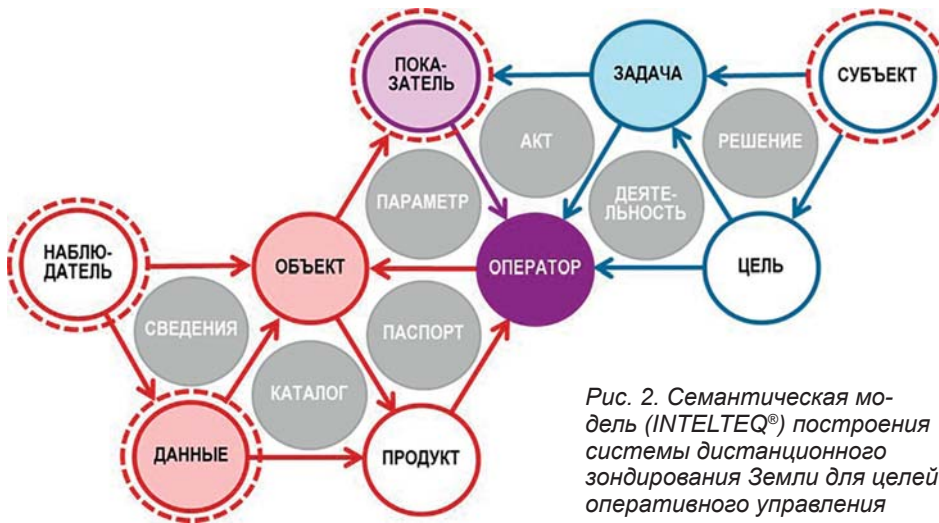 ПОКА-
ЗАТЕЛЬ
ЗАДАЧА
СУБЪЕКТ
АКТ
РЕШЕНИЕ
ПАРАМЕТР
ДЕЯТЕ-
ЛЬНОСТЬ
НАБЛЮ-
ДАТЕЛЬ
ОБЪЕКТ
ОПЕРАТОР
ЦЕЛЬ
СВЕДЕНИЯ
ПАСПОРТ
КАТАЛОГ
ДАННЫЕ
ПРОДУКТ
Рис. 2. Семантическая мо-
дель (INTELTEQ®) построения
системы дистанционного
зондирования Земли для целей
оперативного управления